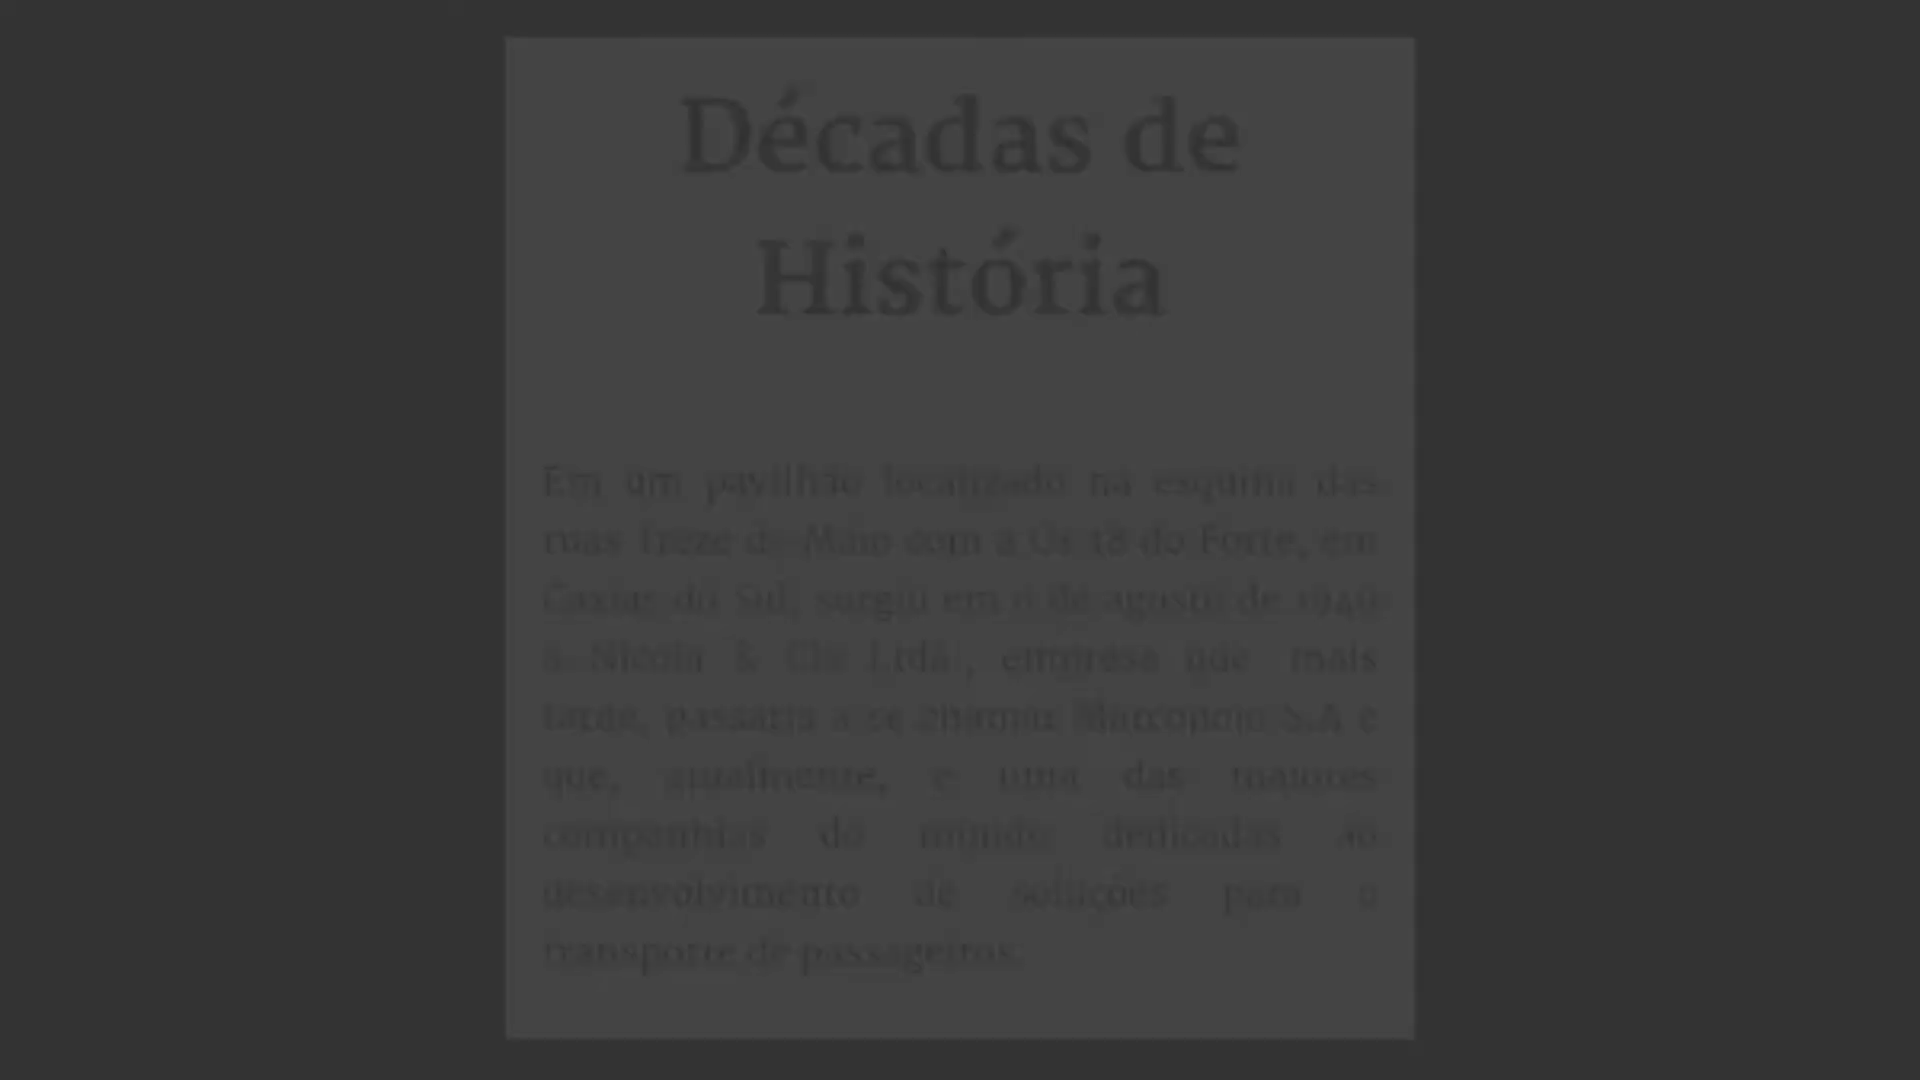 Décadas de
História
Em um pavilhão localizado na esquina das
ruas Treze de Maio com a Os 18 do Forte, em
Caxias do Sul, surgiu em 6 de agosto de 1949
a Nicola & Cia Ltda., empresa que mais
tarde, passaria a se chamar Marcopolo S.A e
que, atualmente, é uma das maiores
companhias do mundo dedicadas ao
desenvolvimento de soluções para o
transporte de passageiros.